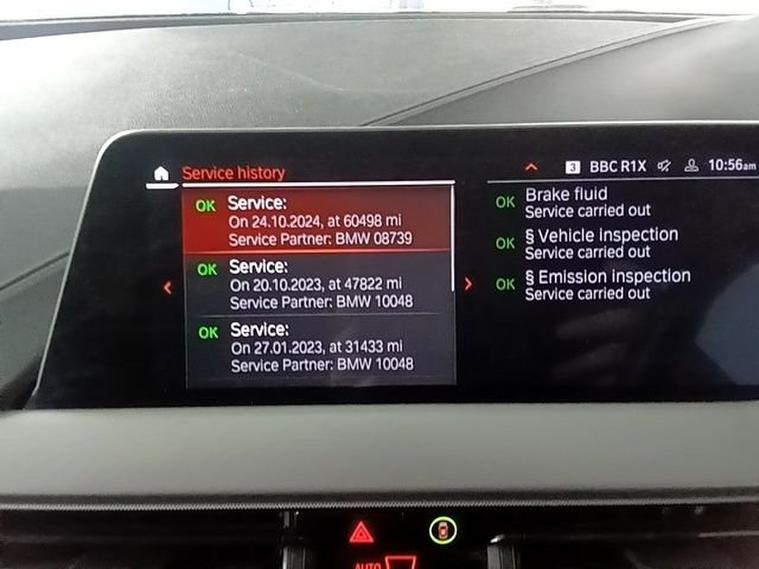 Service history
3 BBC R1X 10:56am
OK Service:
On 24.10.2024, at 60498 mi
Service Partner: BMW 08739
OK Service:
On 20.10.2023, at 47822 mi
Service Partner: BMW 10048
OK Service:
On 27.01.2023, at 31433 mi
Service Partner: BMW 10048
OK Brake fluid
Service carried out
OK § Vehicle inspection
Service carried out
OK § Emission inspection
Service carried out
AUTO